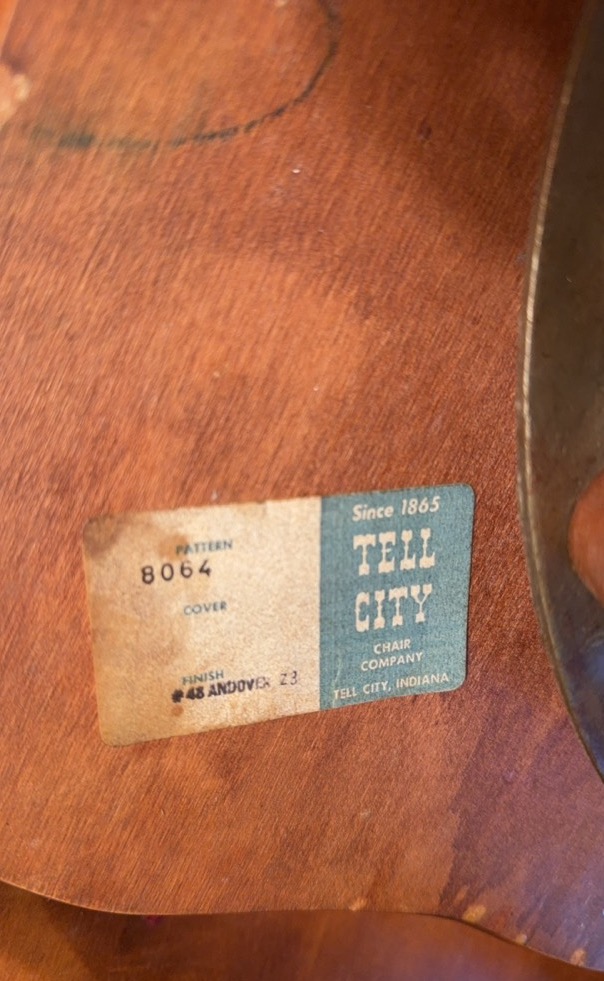 PATTERN
8064
COVER
FINISH
#48 ANDOVER Z3
Since 1865
TELL
CITY
CHAIR
COMPANY
TELL CITY, INDIANA